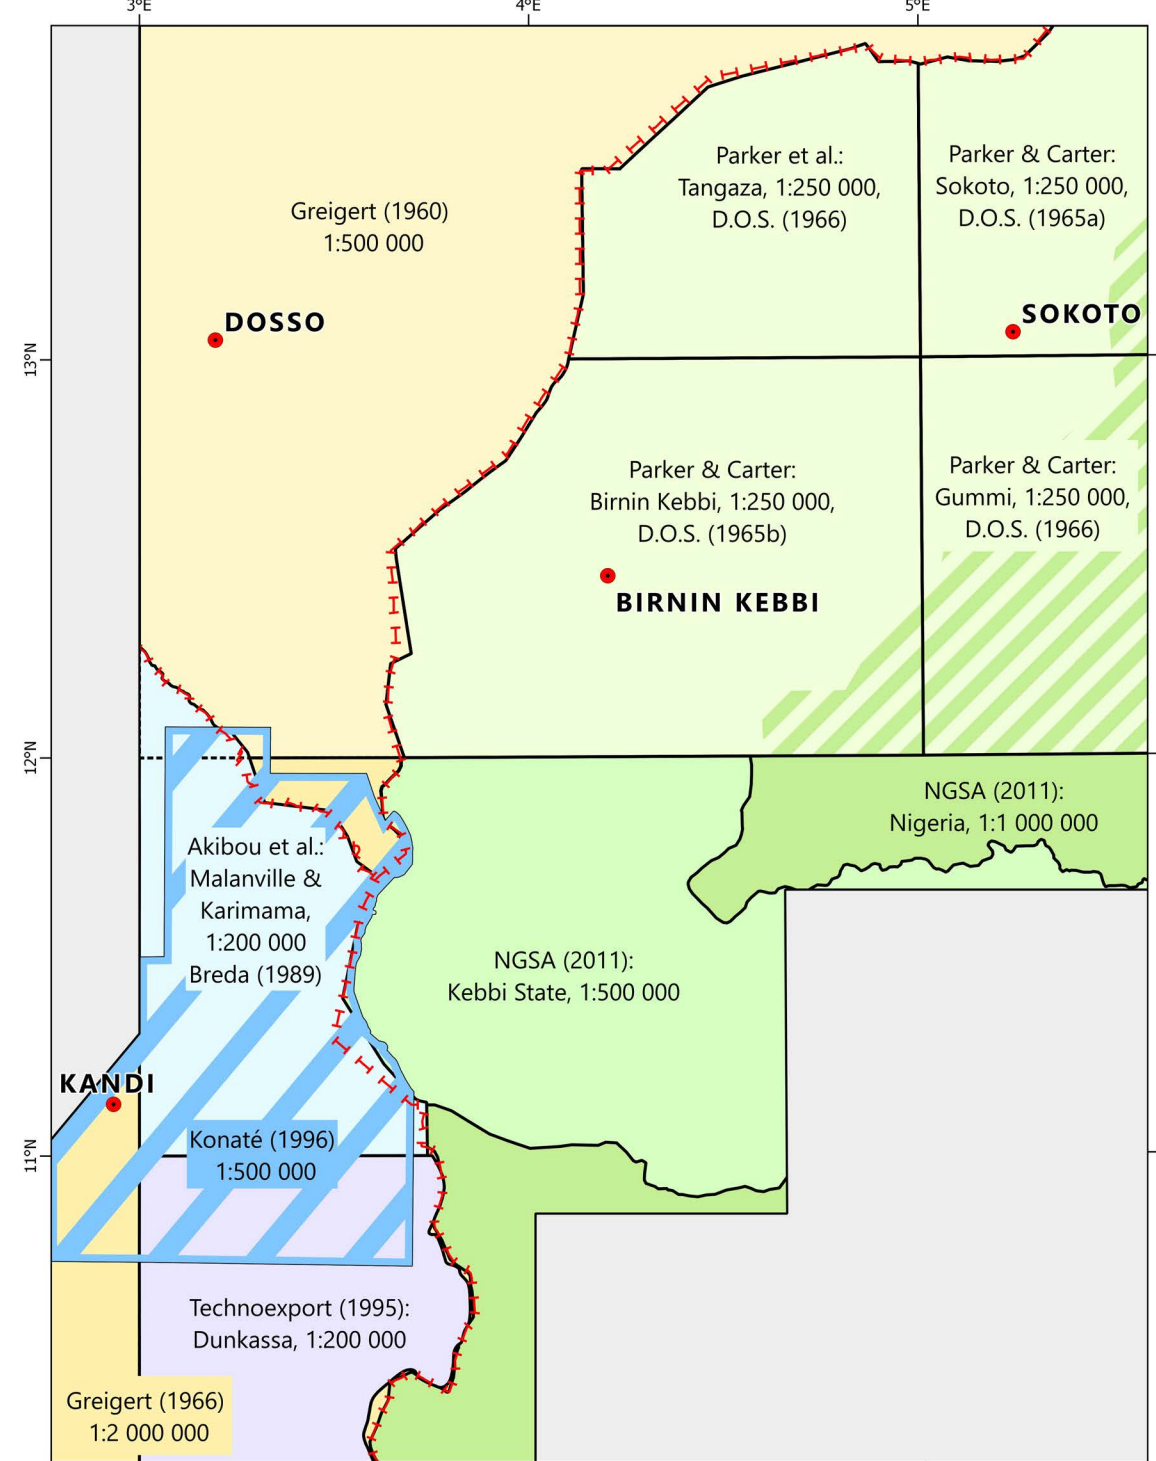 3°E
4°E
5°E
Parker et al.:
Tangaza, 1:250 000,
D.O.S. (1966)
Parker & Carter:
Sokoto, 1:250 000,
D.O.S. (1965a)
Greigert (1960)
1:500 000
DOSSO
SOKOTO
13°N
Parker & Carter:
Birnin Kebbi, 1:250 000,
D.O.S. (1965b)
Parker & Carter:
Gummi, 1:250 000,
D.O.S. (1966)
BIRNIN KEBBI
12°N
NGSA (2011):
Nigeria, 1:1 000 000
Akibou et al.:
Malanville &
Karimama,
1:200 000
Breda (1989)
NGSA (2011):
Kebbi State, 1:500 000
KANDI
11°N
Konaté (1996)
1:500 000
Technoexport (1995):
Dunkassa, 1:200 000
Greigert (1966)
1:2 000 000